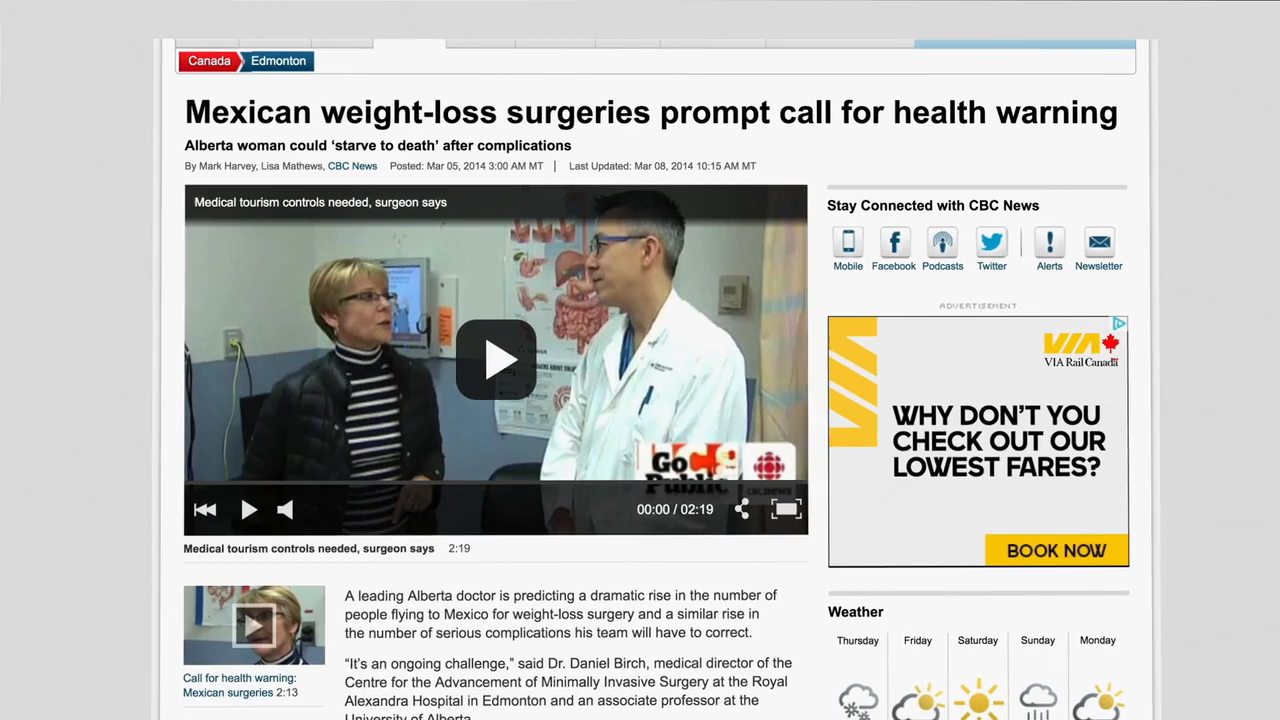 Canada
Edmonton
Mexican weight-loss surgeries prompt call for health warning
Alberta woman could ‘starve to death’ after complications
By Mark Harvey, Lisa Mathews, CBC News Posted: Mar 05, 2014 3:00 AM MT | Last Updated: Mar 08, 2014 10:15 AM MT
Medical tourism controls needed, surgeon says
Go
Public
cbcnews
00:00 / 02:19
Medical tourism controls needed, surgeon says 2:19
Call for health warning:
Mexican surgeries 2:13
A leading Alberta doctor is predicting a dramatic rise in the number of
people flying to Mexico for weight-loss surgery and a similar rise in
the number of serious complications his team will have to correct.
“It’s an ongoing challenge,” said Dr. Daniel Birch, medical director of the
Centre for the Advancement of Minimally Invasive Surgery at the Royal
Alexandra Hospital in Edmonton and an associate professor at the
University of Alberta.
Stay Connected with CBC News
Mobile Facebook Podcasts Twitter Alerts Newsletter
ADVERTISEMENT
VIA
VIA Rail Canada
VIA
WHY DON’T YOU
CHECK OUT OUR
LOWEST FARES?
BOOK NOW
Weather
Thursday Friday Saturday Sunday Monday